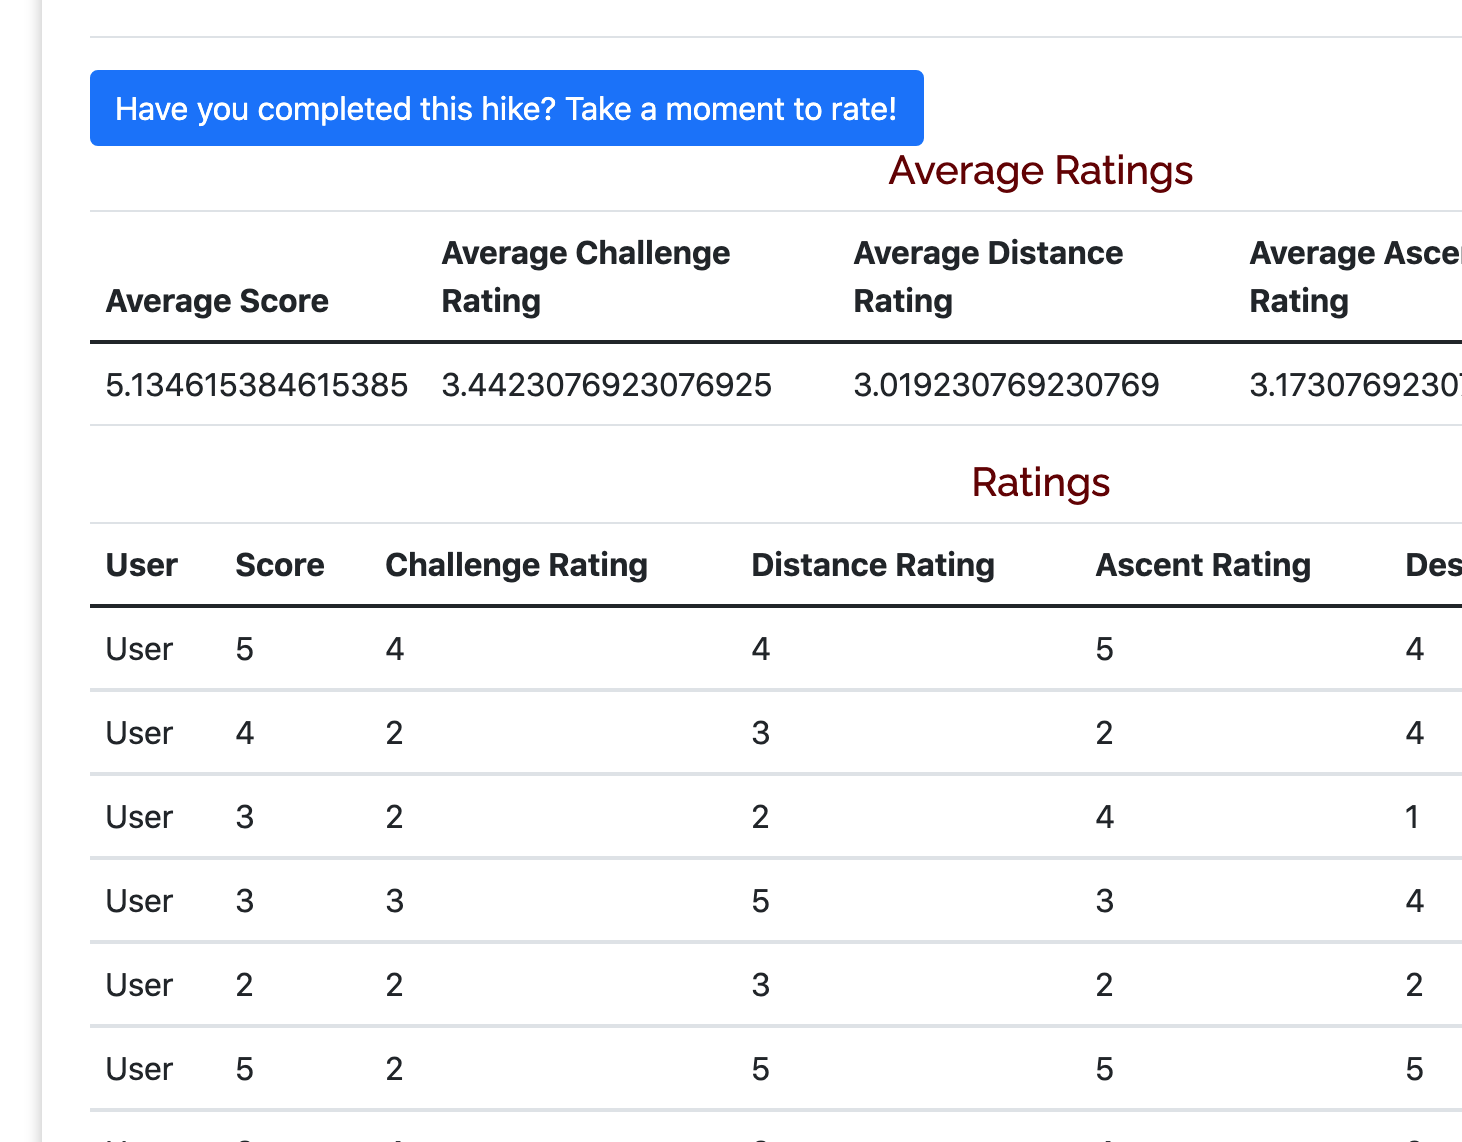 Have you completed this hike? Take a moment to rate!
Average Ratings
Average Score Average Challenge Rating Average Distance Rating Average Asce Rating
5.134615384615385 3.4423076923076925 3.019230769230769 3.1730769230
Ratings
User Score Challenge Rating Distance Rating Ascent Rating Des
User 5 4 4 5 4
User 4 2 3 2 4
User 3 2 2 4 1
User 3 3 5 3 4
User 2 2 3 2 2
User 5 2 5 5 5